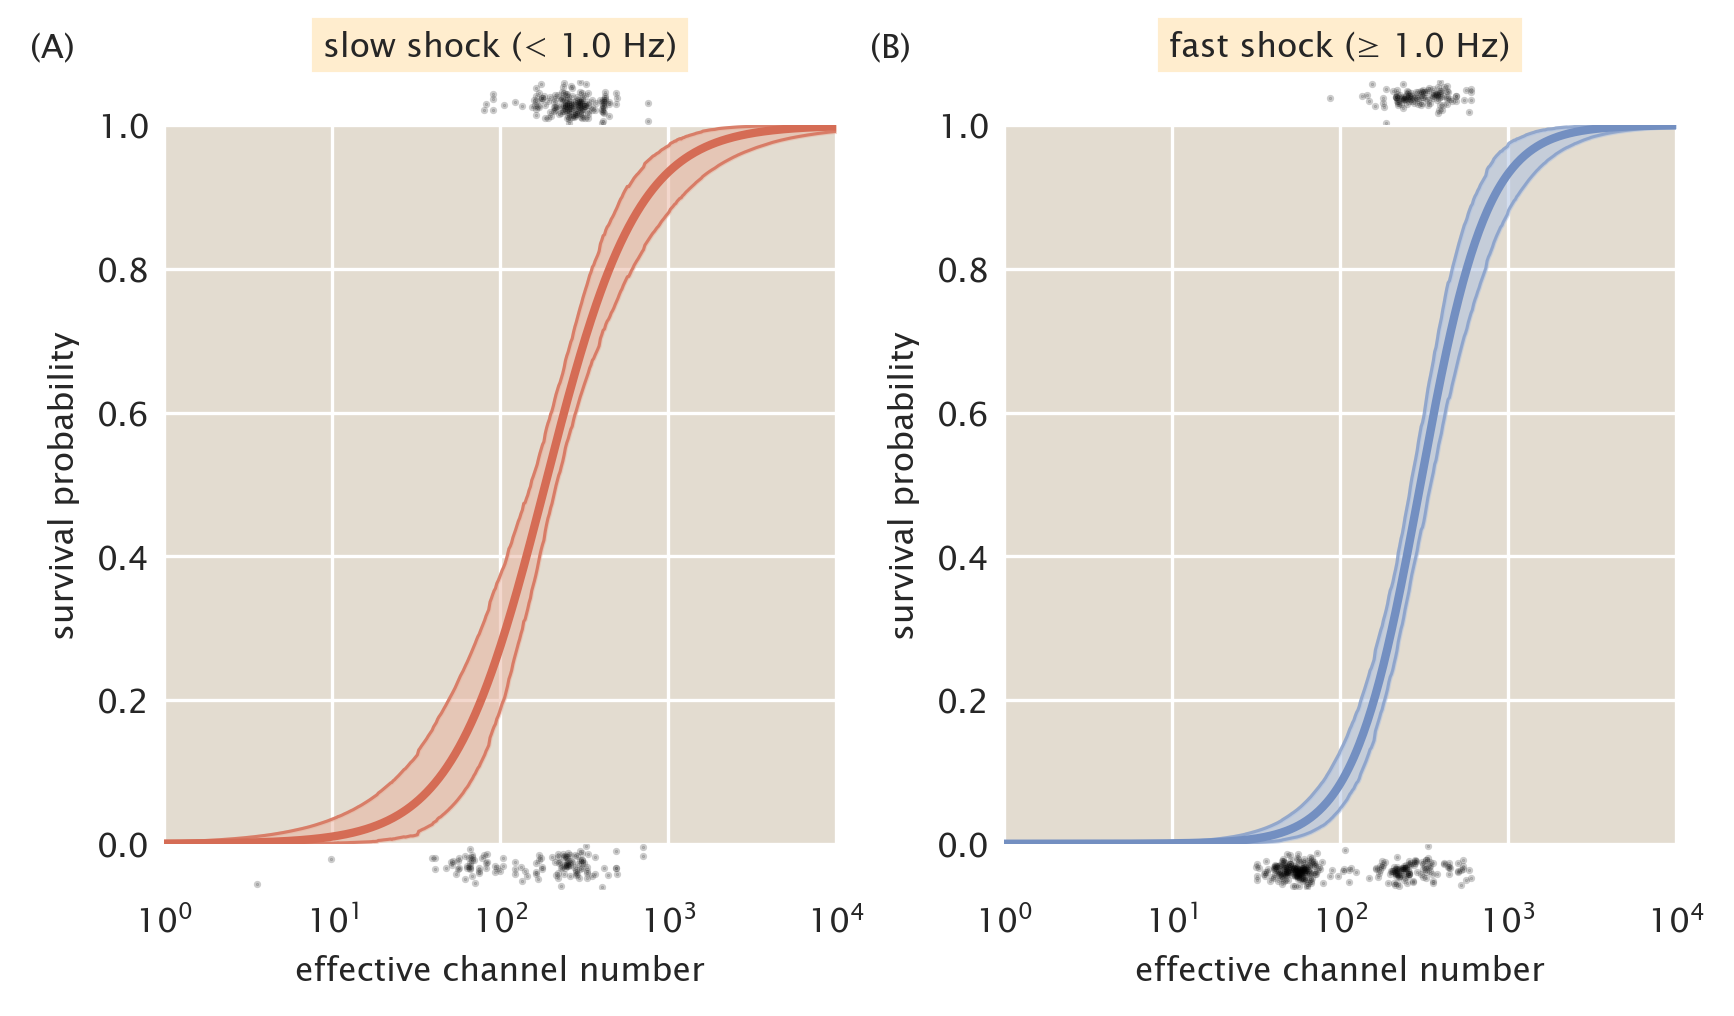 (A)
slow shock (< 1.0 Hz)
1.0
0.8
0.6
0.4
0.2
0.0
survival probability
10⁰ 10¹ 10² 10³ 10⁴
effective channel number
(B)
fast shock (≥ 1.0 Hz)
1.0
0.8
0.6
0.4
0.2
0.0
survival probability
10⁰ 10¹ 10² 10³ 10⁴
effective channel number